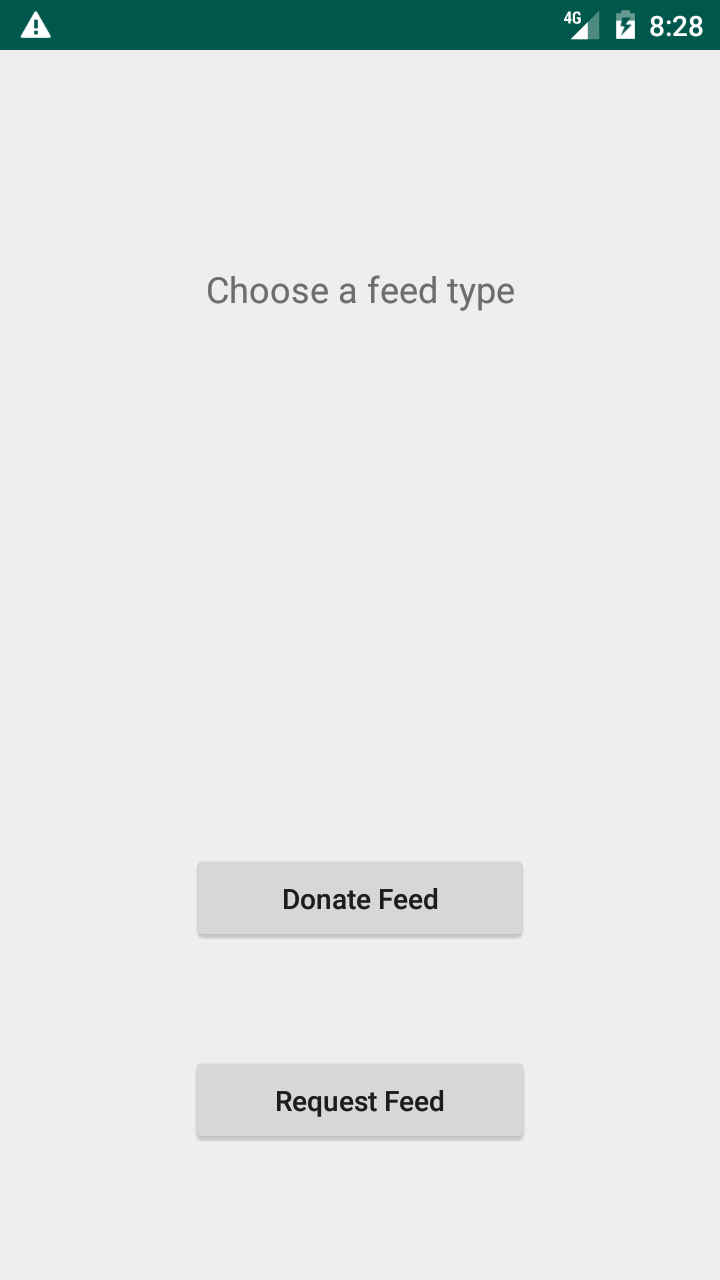 4G 8:28
Choose a feed type
Donate Feed
Request Feed